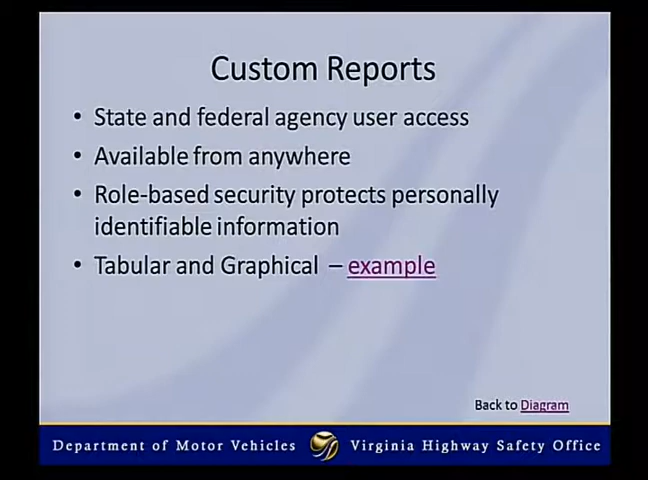 Custom Reports
• State and federal agency user access
• Available from anywhere
• Role-based security protects personally
identifiable information
• Tabular and Graphical – example
Back to Diagram
Department of Motor Vehicles Virginia Highway Safety Office